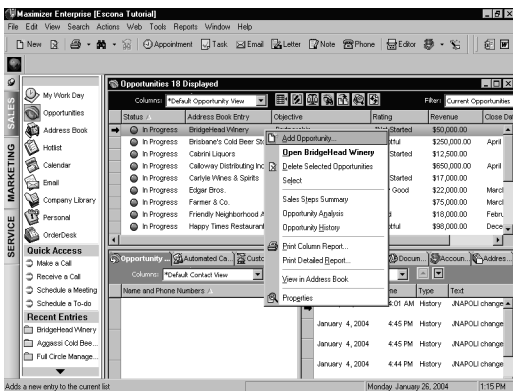 Maximizer Enterprise [Escona Tutorial]
File Edit View Search Actions Web Tools Reports Window Help
New Appointment Task Email Letter Note Phone Editor
SALES
MARKETING
SERVICE
My Work Day
Opportunities
Address Book
Hotlist
Calendar
Email
Company Library
Personal
OrderDesk
Quick Access
Make a Call
Receive a Call
Schedule a Meeting
Schedule a To-do
Recent Entries
BridgeHead Winery
Aggassi Cold Bee...
Full Circle Manage...
Opportunities 18 Displayed
Columns: *Default Opportunity View Filter: Current Opportunities
Status Address Book Entry Objective Rating Revenue Close Da
In Progress BridgeHead Winery Started $50,000.00
In Progress Brisbane's Cold Beer Sto $250,000.00 April
In Progress Cabrini Liquors Started $12,500.00
In Progress Calloway Distributing Inc $650,000.00 April
In Progress Carlyle Wines & Spirits Started $17,000.00
In Progress Edgar Bros. Good $22,000.00 March
In Progress Farmer & Co. $75,000.00 March
In Progress Friendly Neighborhood A $18,000.00 Febru
In Progress Happy Times Restaurant tful $98,000.00 Dece
Add Opportunity...
Open BridgeHead Winery
Delete Selected Opportunities
Select
Sales Steps Summary
Opportunity Analysis
Opportunity History
Print Column Report...
Print Detailed Report...
View in Address Book
Properties
Opportunity ... Automated Ca... Custo Docum... Accoun... Address...
Columns: *Default Contact View
Name and Phone Numbers
Type Text
4:01 AM History JNAPOLI change
January 4, 2004 4:45 PM History JNAPOLI change
January 4, 2004 4:45 PM History JNAPOLI change
January 4, 2004 4:44 PM History JNAPOLI change
Adds a new entry to the current list Monday January 26, 2004 1:15 PM